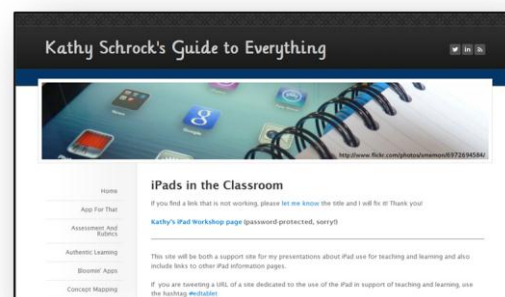 Kathy Schrock's Guide to Everything
Google
http://www.flickr.com/photos/smemon/6972694584/
Home
App For That
Assessment And
Rubrics
Authentic Learning
Bloomin' Apps
Concept Mapping
iPads in the Classroom
If you find a link that is not working, please let me know the title and I will fix it! Thank you!
Kathy's iPad Workshop page (password-protected, sorry!)
This site will be both a support site for my presentations about iPad use for teaching and learning and also
include links to other iPad information pages.
If you are tweeting a URL of a site dedicated to the use of the iPad in support of teaching and learning, use
the hashtag #edtablet